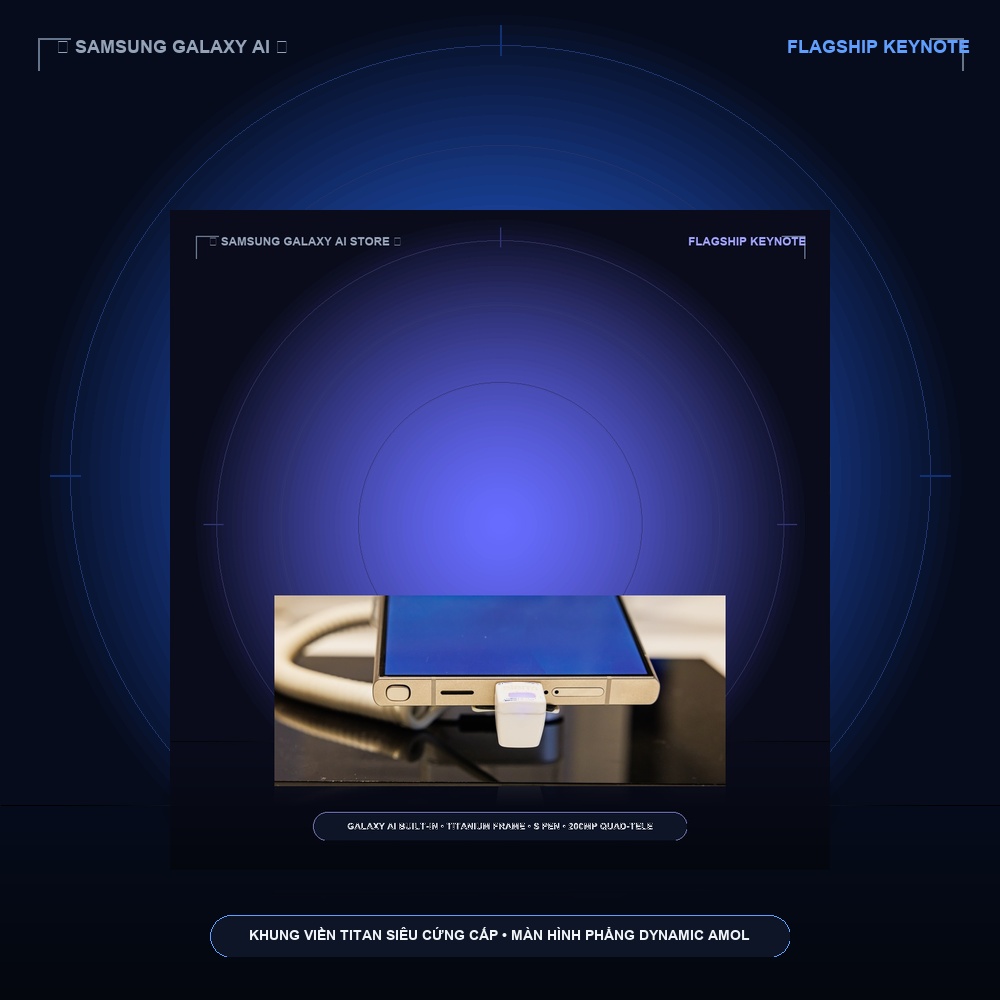 SAMSUNG GALAXY AI
FLAGSHIP KEYNOTE
SAMSUNG GALAXY AI STORE
FLAGSHIP KEYNOTE
GALAXY AI BUILT-IN • TITANIUM FRAME • S PEN • 200MP QUAD-TELE
KHUNG VIỀN TITAN SIÊU CỨNG CÁP • MÀN HÌNH PHẲNG DYNAMIC AMOL